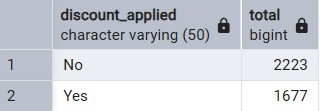 discount_applied total
character varying (50) bigint
1 No 2223
2 Yes 1677